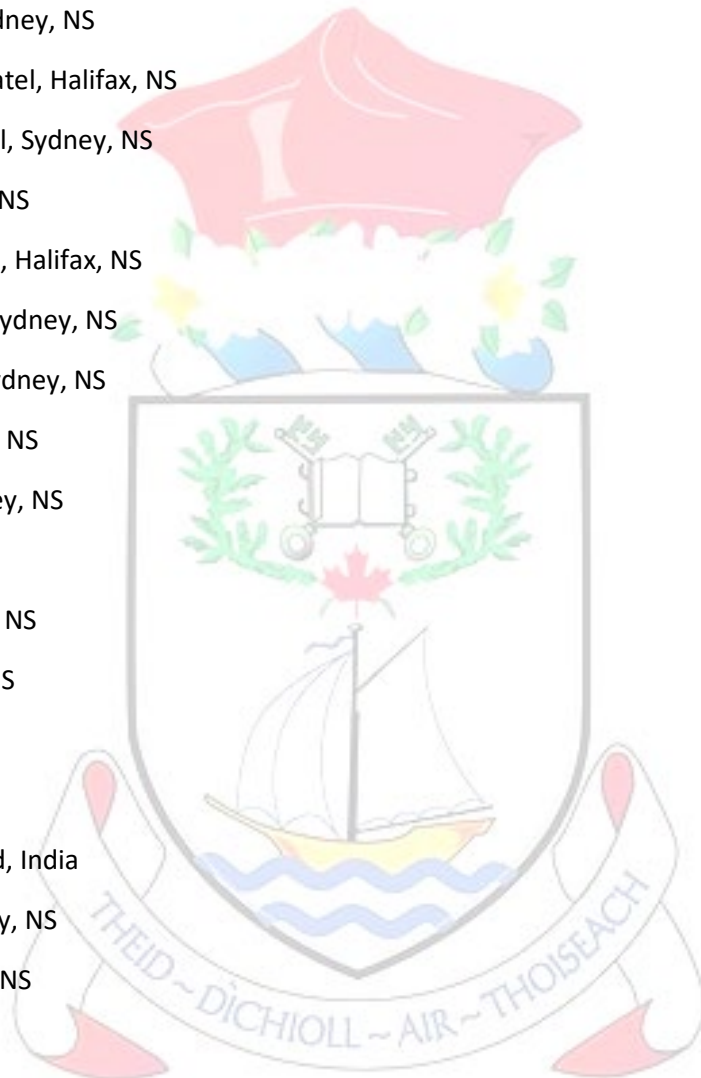 dney, NS
atel, Halifax, NS
l, Sydney, NS
NS
, Halifax, NS
ydney, NS
dney, NS
NS
ey, NS
NS
S
d, India
y, NS
NS
THEID ~ DÌCHIOLL ~ AIR ~ THOISEACH